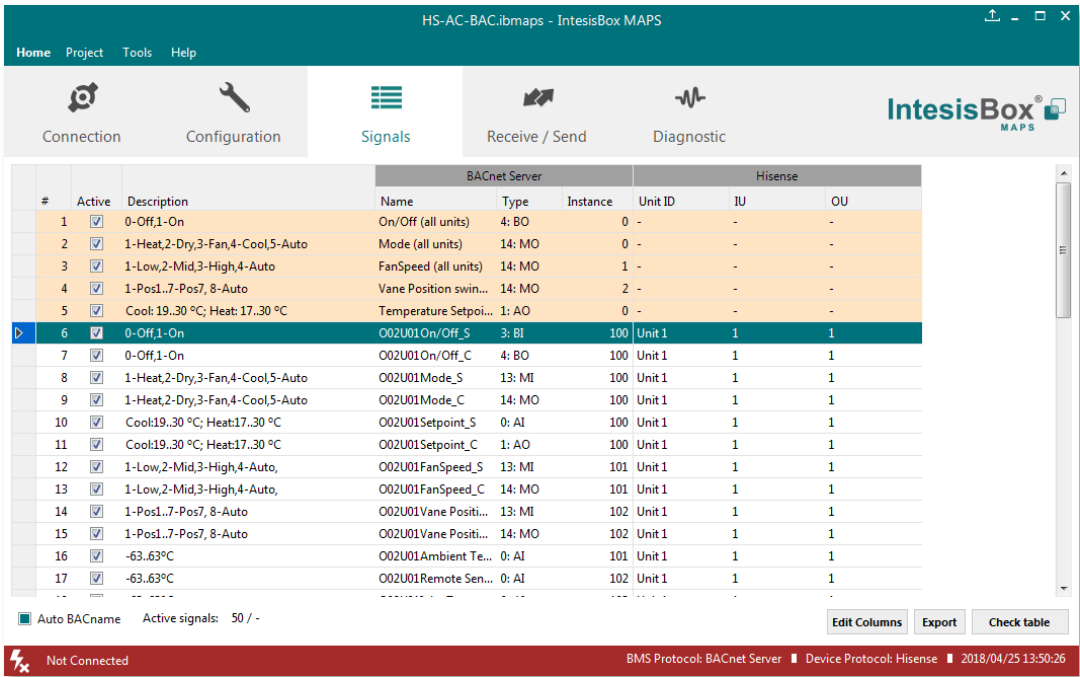 HS-AC-BAC.ibmaps - IntesisBox MAPS
Home Project Tools Help
Connection Configuration Signals Receive / Send Diagnostic
IntesisBox® MAPS
BACnet Server Hisense
# Active Description Name Type Instance Unit ID IU OU
1 0-Off,1-On On/Off (all units) 4: BO 0 - - -
2 1-Heat,2-Dry,3-Fan,4-Cool,5-Auto Mode (all units) 14: MO 0 - - -
3 1-Low,2-Mid,3-High,4-Auto FanSpeed (all units) 14: MO 1 - - -
4 1-Pos1..7-Pos7, 8-Auto Vane Position swin... 14: MO 2 - - -
5 Cool: 19..30 ºC; Heat: 17..30 ºC Temperature Setpoi... 1: AO 0 - - -
6 0-Off,1-On O02U01On/Off_S 3: BI 100 Unit 1 1 1
7 0-Off,1-On O02U01On/Off_C 4: BO 100 Unit 1 1 1
8 1-Heat,2-Dry,3-Fan,4-Cool,5-Auto O02U01Mode_S 13: MI 100 Unit 1 1 1
9 1-Heat,2-Dry,3-Fan,4-Cool,5-Auto O02U01Mode_C 14: MO 100 Unit 1 1 1
10 Cool:19..30 ºC; Heat:17..30 ºC O02U01Setpoint_S 0: AI 100 Unit 1 1 1
11 Cool:19..30 ºC; Heat:17..30 ºC O02U01Setpoint_C 1: AO 100 Unit 1 1 1
12 1-Low,2-Mid,3-High,4-Auto, O02U01FanSpeed_S 13: MI 101 Unit 1 1 1
13 1-Low,2-Mid,3-High,4-Auto, O02U01FanSpeed_C 14: MO 101 Unit 1 1 1
14 1-Pos1..7-Pos7, 8-Auto O02U01Vane Positi... 13: MI 102 Unit 1 1 1
15 1-Pos1..7-Pos7, 8-Auto O02U01Vane Positi... 14: MO 102 Unit 1 1 1
16 -63..63ºC O02U01Ambient Te... 0: AI 101 Unit 1 1 1
17 -63..63ºC O02U01Remote Sen... 0: AI 102 Unit 1 1 1
Auto BACname Active signals: 50 / - Edit Columns Export Check table
Not Connected BMS Protocol: BACnet Server Device Protocol: Hisense 2018/04/25 13:50:26